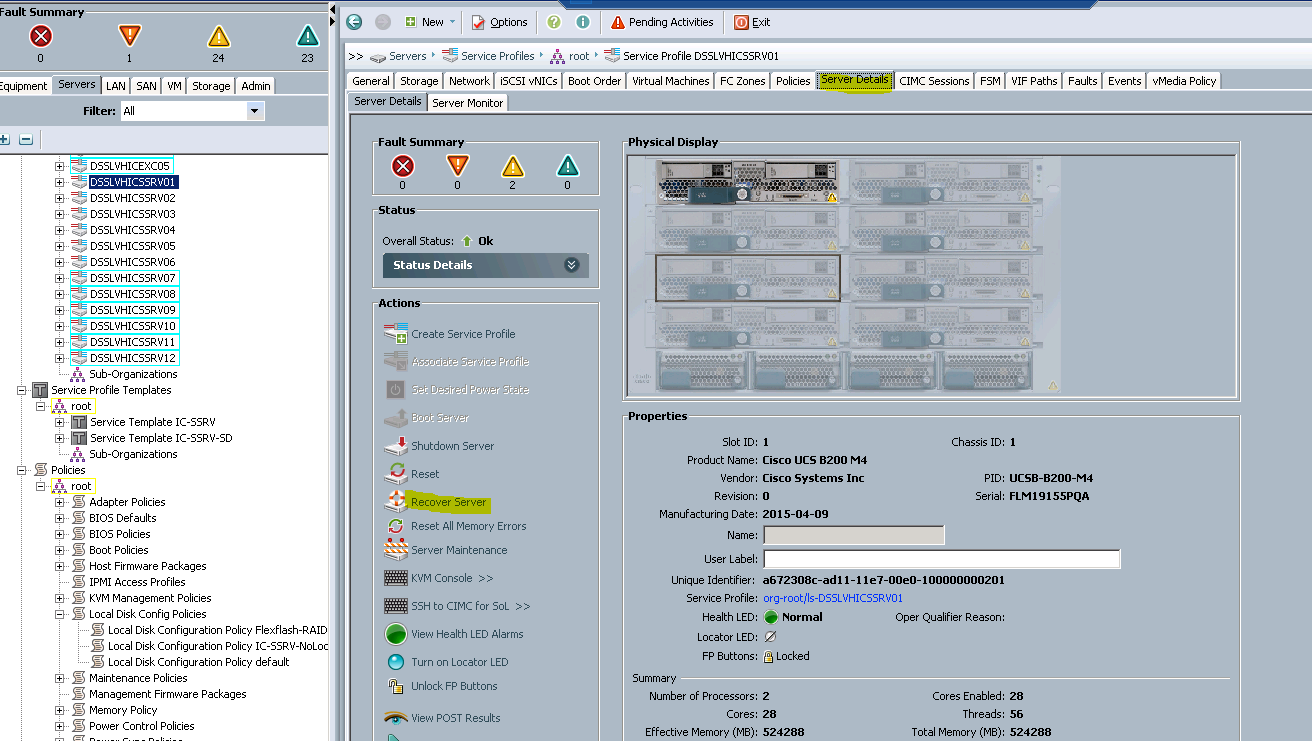 Fault Summary
0 1 24 23
Equipment Servers LAN SAN VM Storage Admin
Filter: All
DSSLVHICEXC05
DSSLVHICSSRV01
DSSLVHICSSRV02
DSSLVHICSSRV03
DSSLVHICSSRV04
DSSLVHICSSRV05
DSSLVHICSSRV06
DSSLVHICSSRV07
DSSLVHICSSRV08
DSSLVHICSSRV09
DSSLVHICSSRV10
DSSLVHICSSRV11
DSSLVHICSSRV12
Sub-Organizations
Service Profile Templates
root
Service Template IC-SSRV
Service Template IC-SSRV-SD
Sub-Organizations
Policies
root
Adapter Policies
BIOS Defaults
BIOS Policies
Boot Policies
Host Firmware Packages
IPMI Access Profiles
KVM Management Policies
Local Disk Config Policies
Local Disk Configuration Policy Flexflash-RAID
Local Disk Configuration Policy IC-SSRV-NoLoc
Local Disk Configuration Policy default
Maintenance Policies
Management Firmware Packages
Memory Policy
Power Control Policies
Power Sync Policies
New Options Pending Activities Exit
>> Servers Service Profiles root Service Profile DSSLVHICSSRV01
General Storage Network iSCSI vNICs Boot Order Virtual Machines FC Zones Policies Server Details CIMC Sessions FSM VIF Paths Faults Events vMedia Policy
Server Details Server Monitor
Fault Summary
0 0 2 0
Status
Overall Status: Ok
Status Details
Actions
Create Service Profile
Associate Service Profile
Set Desired Power State
Boot Server
Shutdown Server
Reset
Recover Server
Reset All Memory Errors
Server Maintenance
KVM Console >>
SSH to CIMC for SoL >>
View Health LED Alarms
Turn on Locator LED
Unlock FP Buttons
View POST Results
Physical Display
Properties
Slot ID: 1 Chassis ID: 1
Product Name: Cisco UCS B200 M4
Vendor: Cisco Systems Inc PID: UCSB-B200-M4
Revision: 0 Serial: FLM19155PQA
Manufacturing Date: 2015-04-09
Name:
User Label:
Unique Identifier: a672308c-ad11-11e7-00e0-100000000201
Service Profile: org-root/ls-DSSLVHICSSRV01
Health LED: Normal Oper Qualifier Reason:
Locator LED:
FP Buttons: Locked
Summary
Number of Processors: 2 Cores Enabled: 28
Cores: 28 Threads: 56
Effective Memory (MB): 524288 Total Memory (MB): 524288